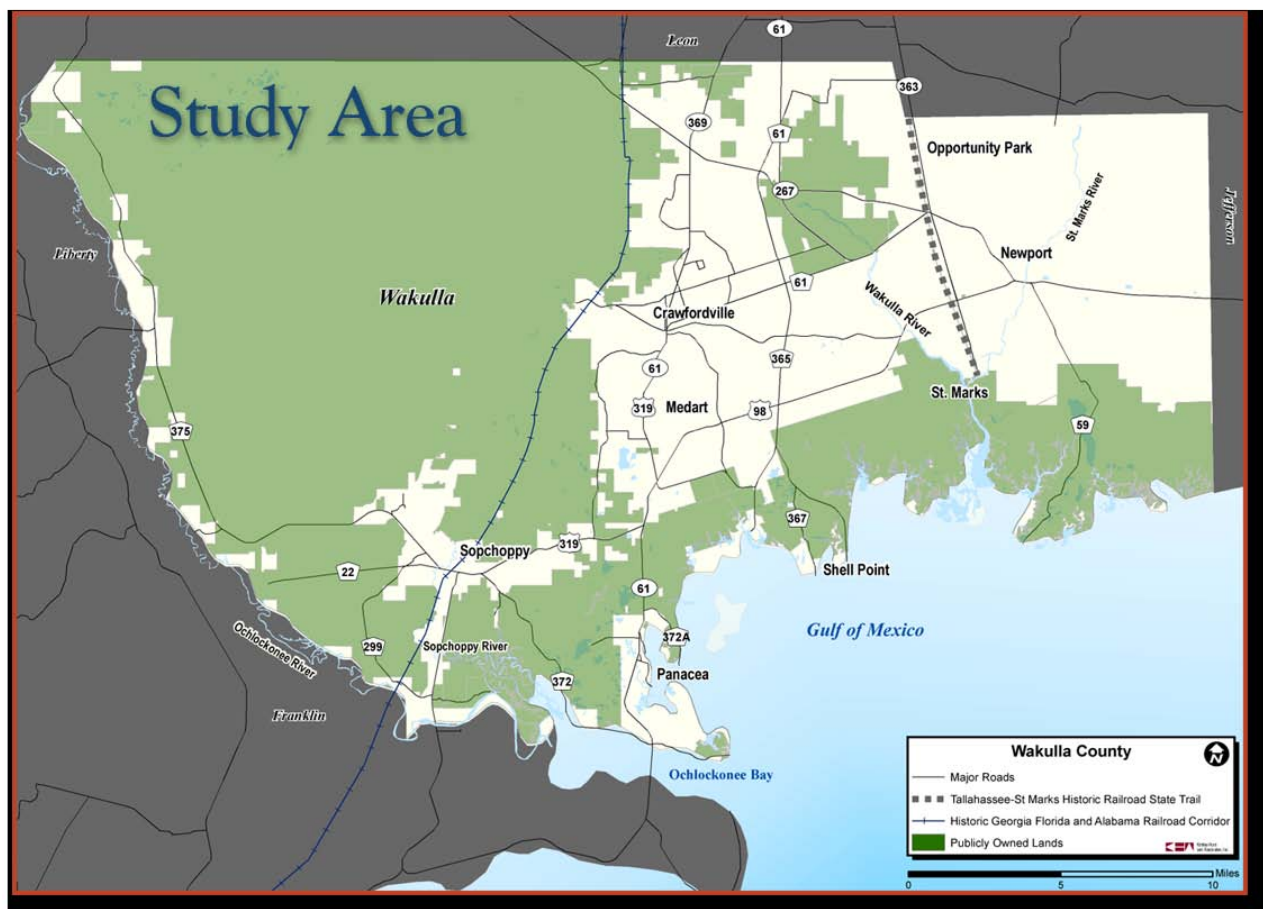 Leon
61
363
Study Area
369
61
Opportunity Park
267
St. Marks River
Jefferson
Liberty
Newport
Wakulla
61
Wakulla River
Crawfordville
61
365
St. Marks
319
Medart
98
59
375
367
Sopchoppy
319
22
Shell Point
61
Gulf of Mexico
Ochlockonee River
299
Sopchoppy River
372A
Panacea
372
Franklin
Ochlockonee Bay
Wakulla County
N
Major Roads
Tallahassee-St Marks Historic Railroad State Trail
Historic Georgia Florida and Alabama Railroad Corridor
Publicly Owned Lands
Miles
0 5 10